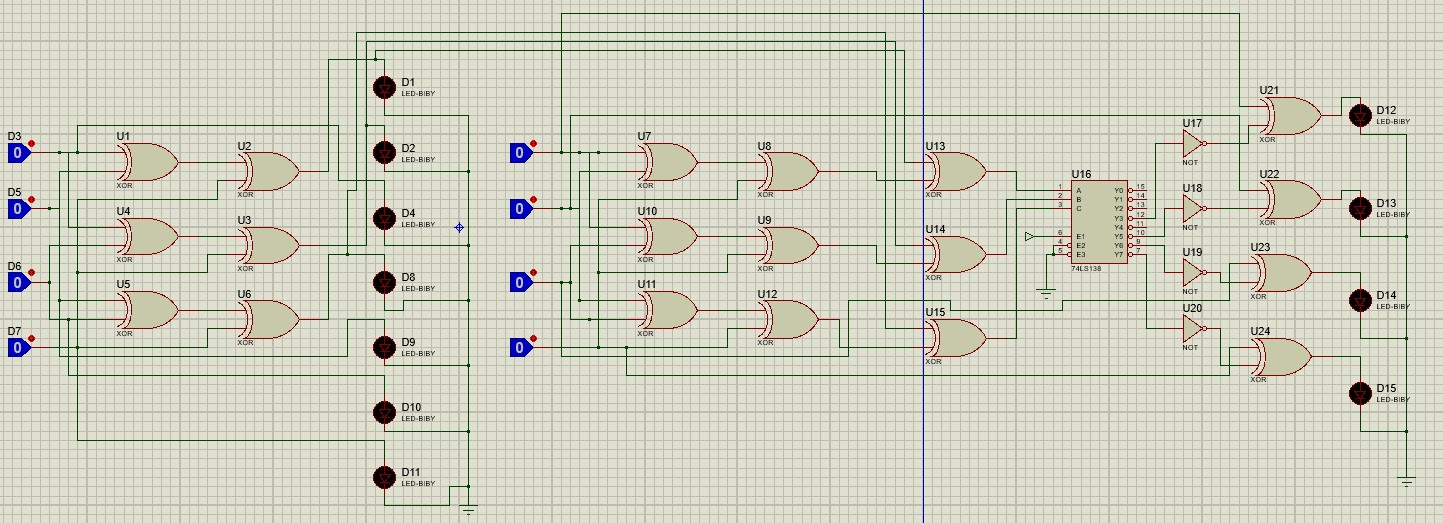 U21
D12
LED-BIBY
XOR
D1
LED-BIBY
D3
0
U1
XOR
U2
XOR
D2
LED-BIBY
0
U7
XOR
U8
XOR
U13
XOR
U17
NOT
D5
0
D4
LED-BIBY
0
U16
1
2
3
6
4
5
A
B
C
E1
E2
E3
Y0
Y1
Y2
Y3
Y4
Y5
Y6
Y7
15
14
13
12
11
10
9
7
74LS138
U18
NOT
U22
XOR
D13
LED-BIBY
U4
XOR
U3
XOR
U10
XOR
U9
XOR
U14
XOR
D6
0
D8
LED-BIBY
0
U19
NOT
U23
XOR
D14
LED-BIBY
U5
XOR
U6
XOR
U11
XOR
U12
XOR
U15
XOR
U20
NOT
U24
XOR
D7
0
D9
LED-BIBY
0
D15
LED-BIBY
D10
LED-BIBY
D11
LED-BIBY